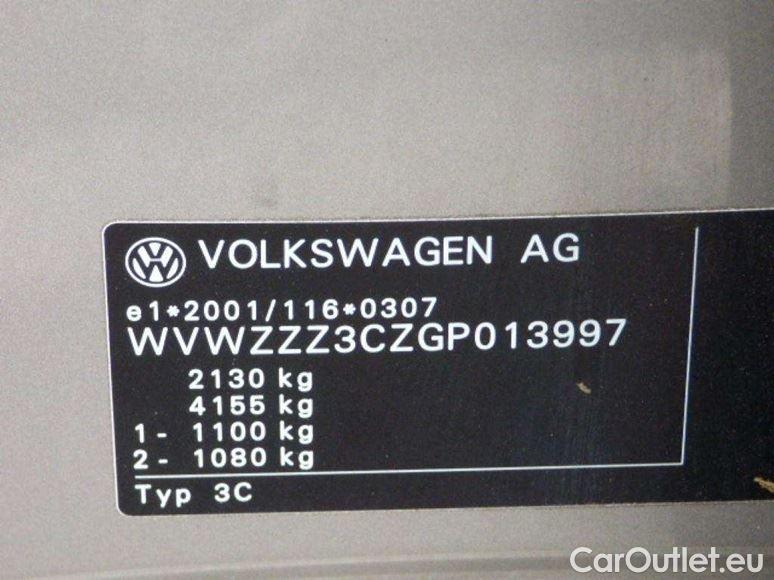 VOLKSWAGEN AG
e1*2001/116*0307
WVWZZZ3CZGP013997
2130 kg
4155 kg
1- 1100 kg
2- 1080 kg
Typ 3C
CarOutlet.eu